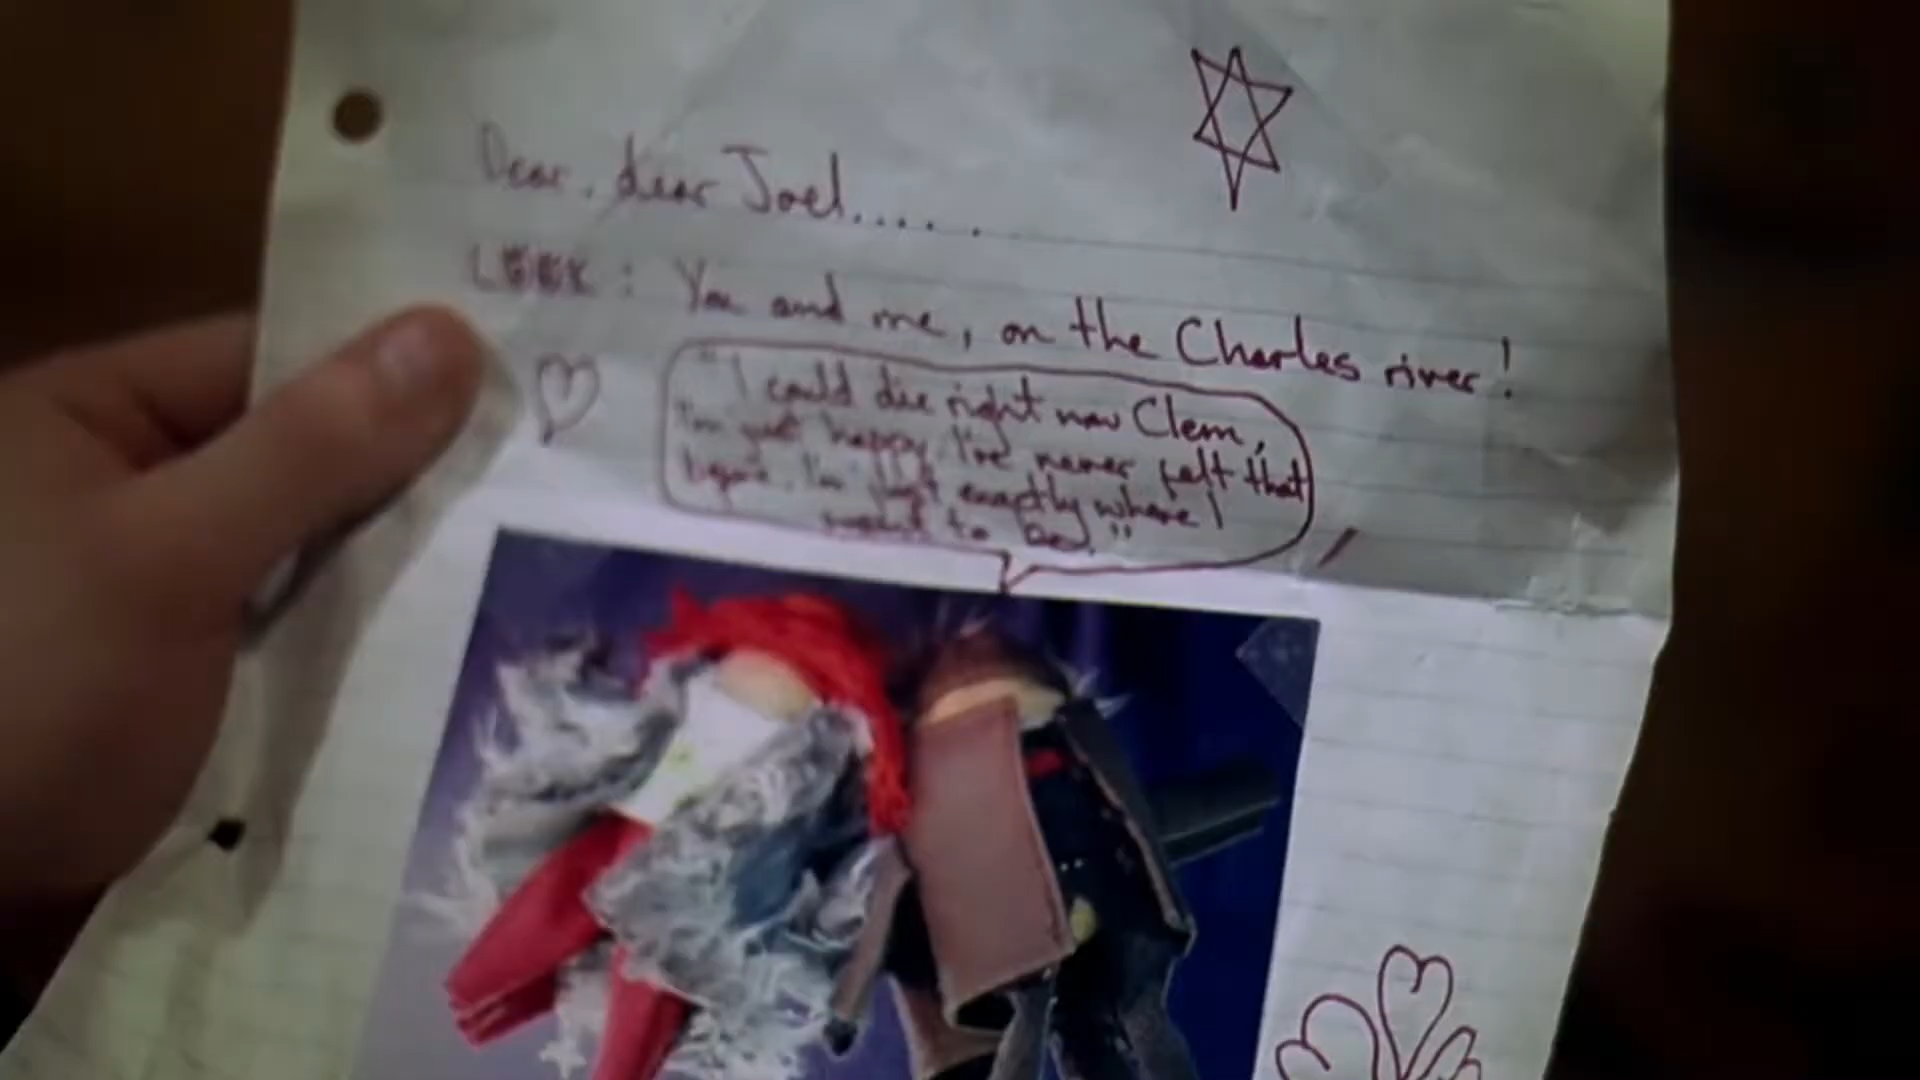 Dear, dear Joel.....
LOOK: You and me, on the Charles river!
"I could die right now Clem,
I'm just happy. I've never felt that
before. I'm just exactly where I
want to be."